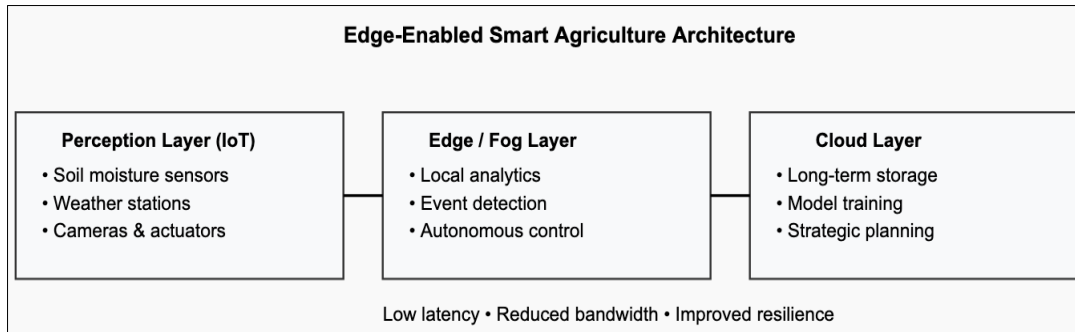 Edge-Enabled Smart Agriculture Architecture
Perception Layer (IoT)
• Soil moisture sensors
• Weather stations
• Cameras & actuators
Edge / Fog Layer
• Local analytics
• Event detection
• Autonomous control
Cloud Layer
• Long-term storage
• Model training
• Strategic planning
Low latency • Reduced bandwidth • Improved resilience